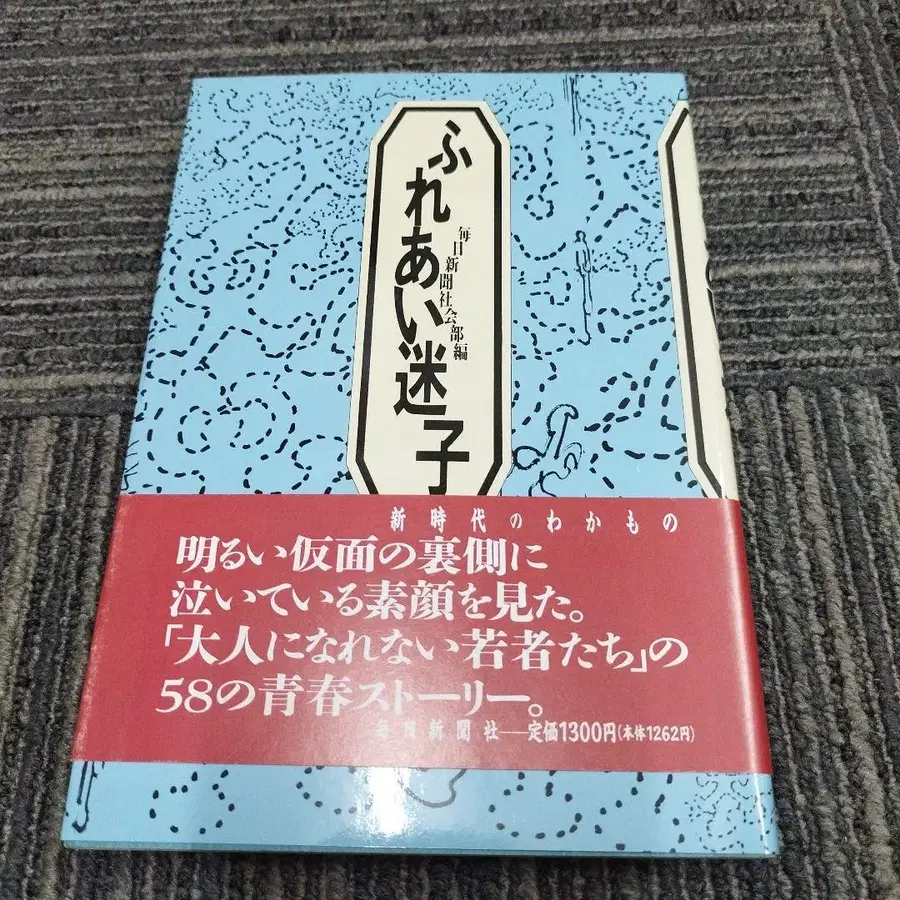 ふれあい迷子
毎日新聞社会部編
新時代のわかもの
明るい仮面の裏側に
泣いている素顔を見た。
「大人になれない若者たち」の
58の青春ストーリー。
毎日新聞社──定価1300円(本体1262円)